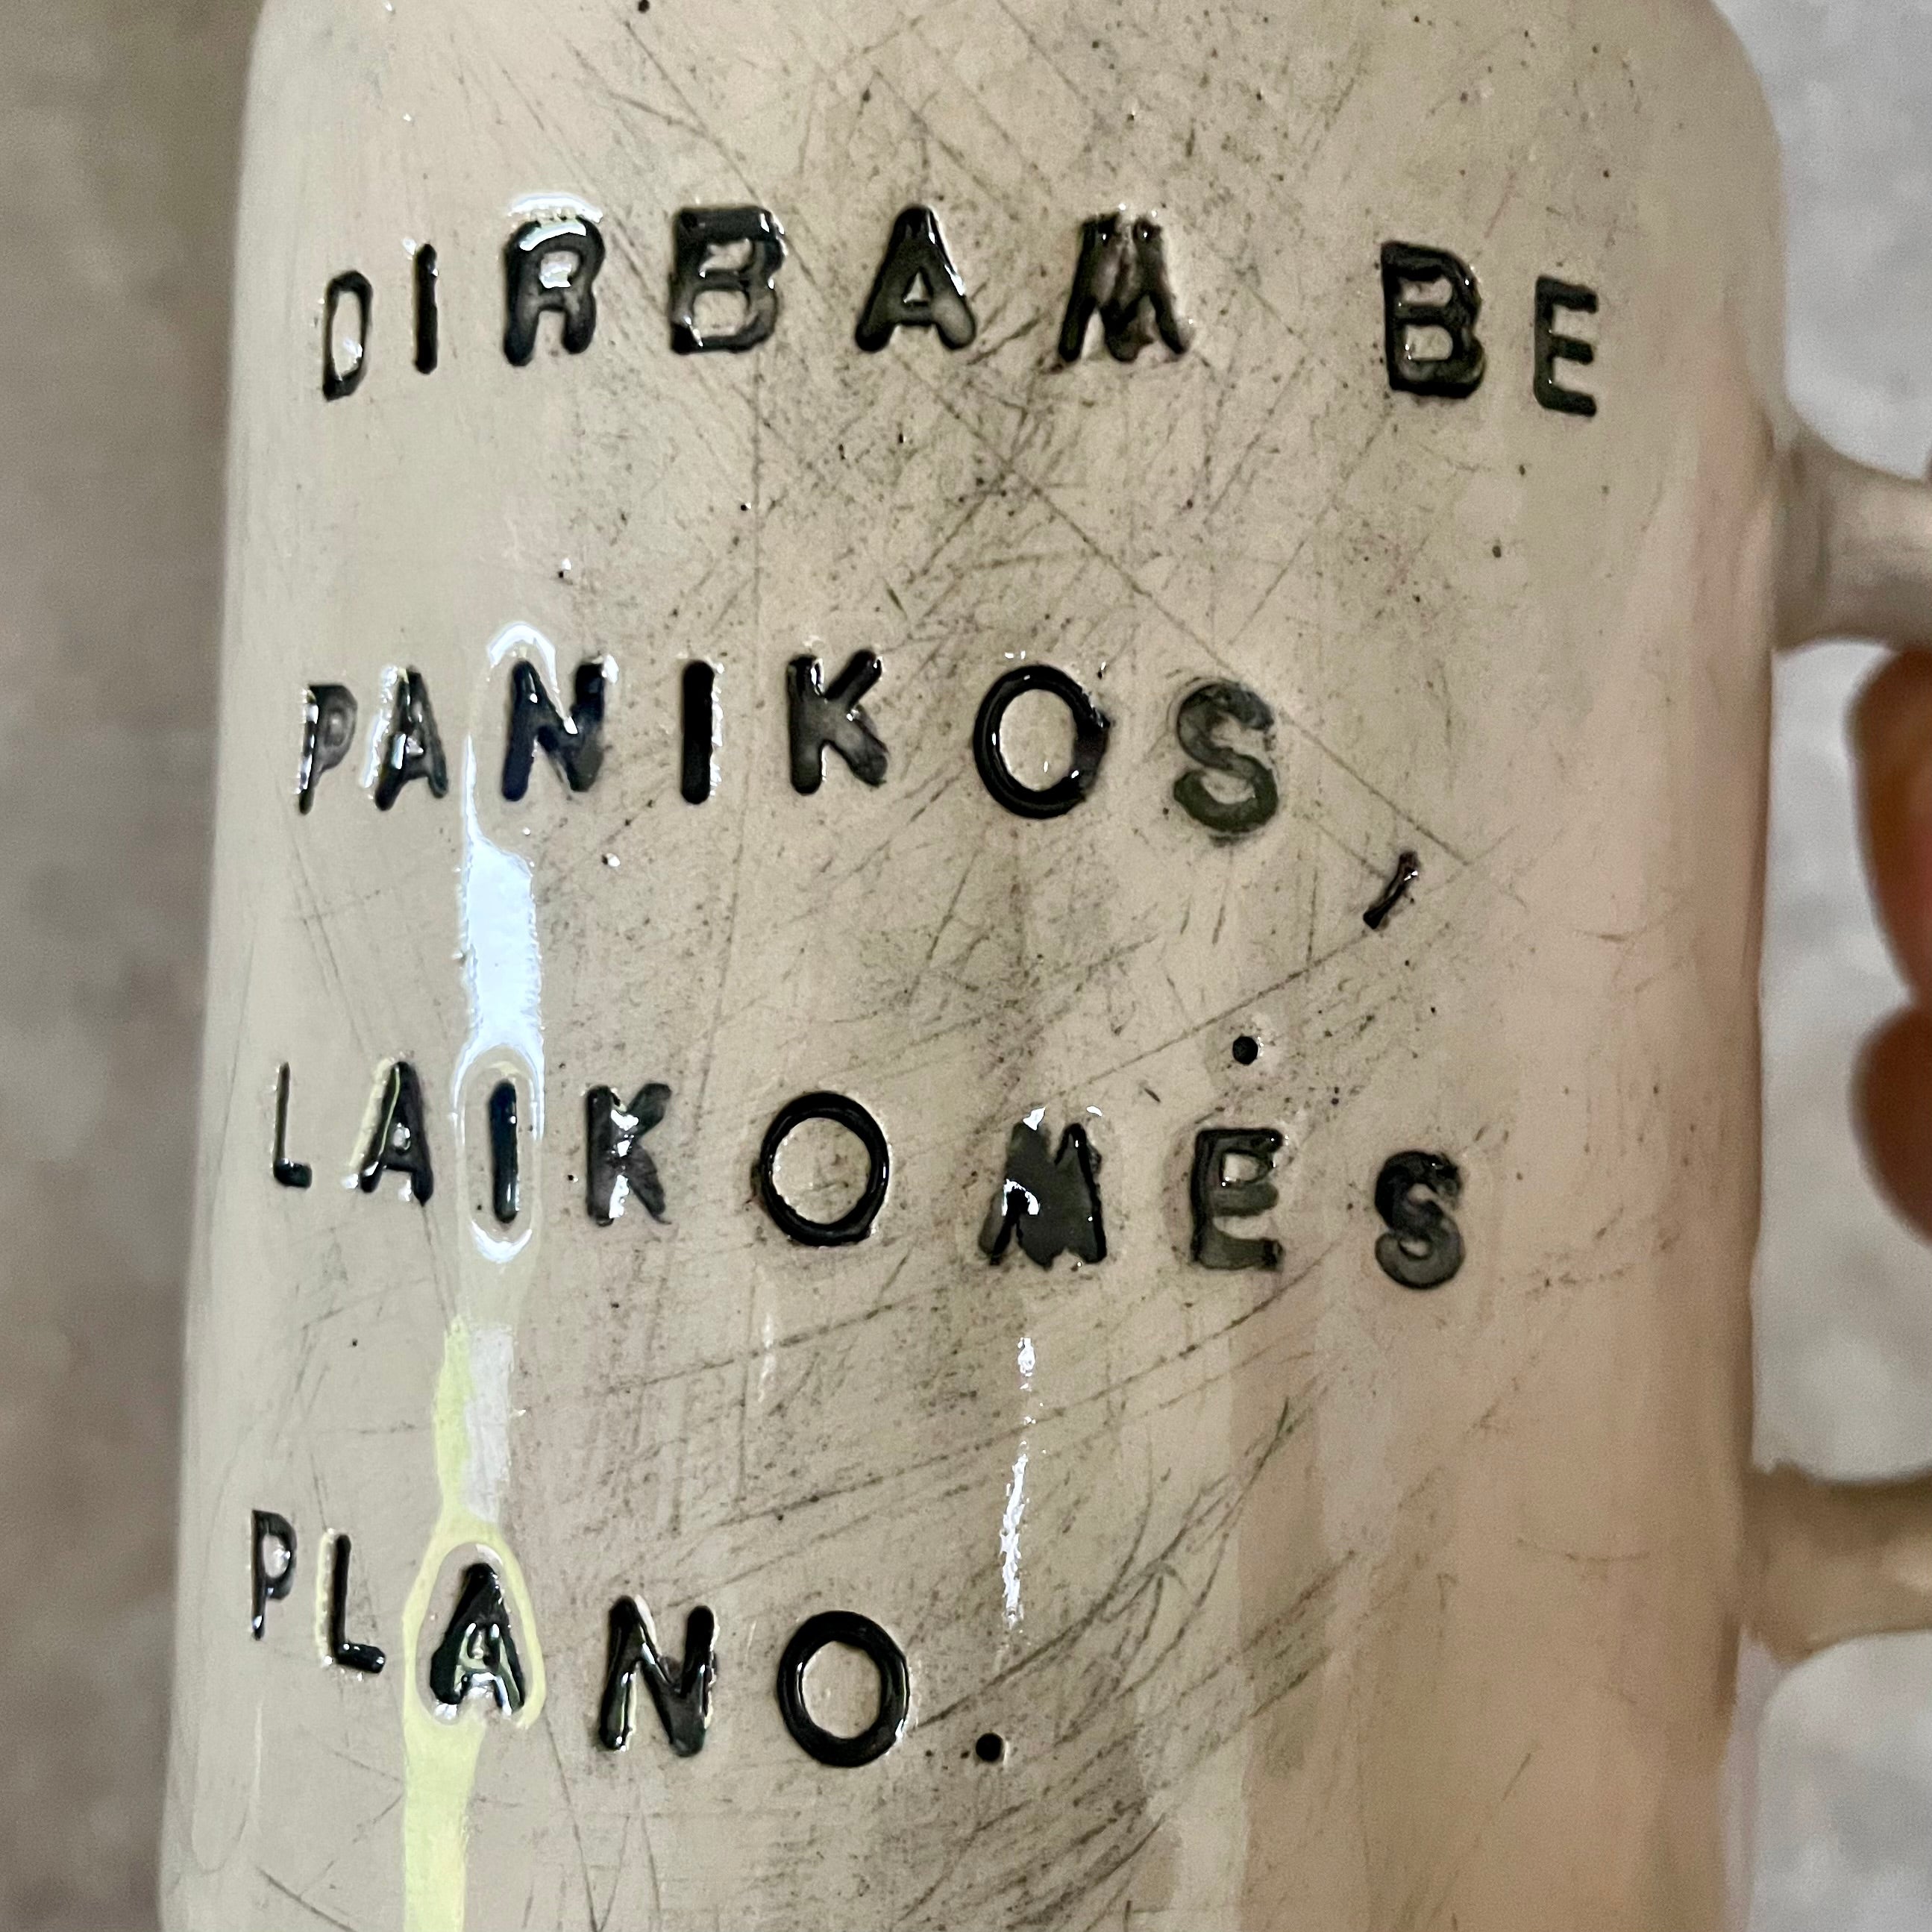 DIRBAM BE
PANIKOS,
LAIKOMĖS
PLANO.